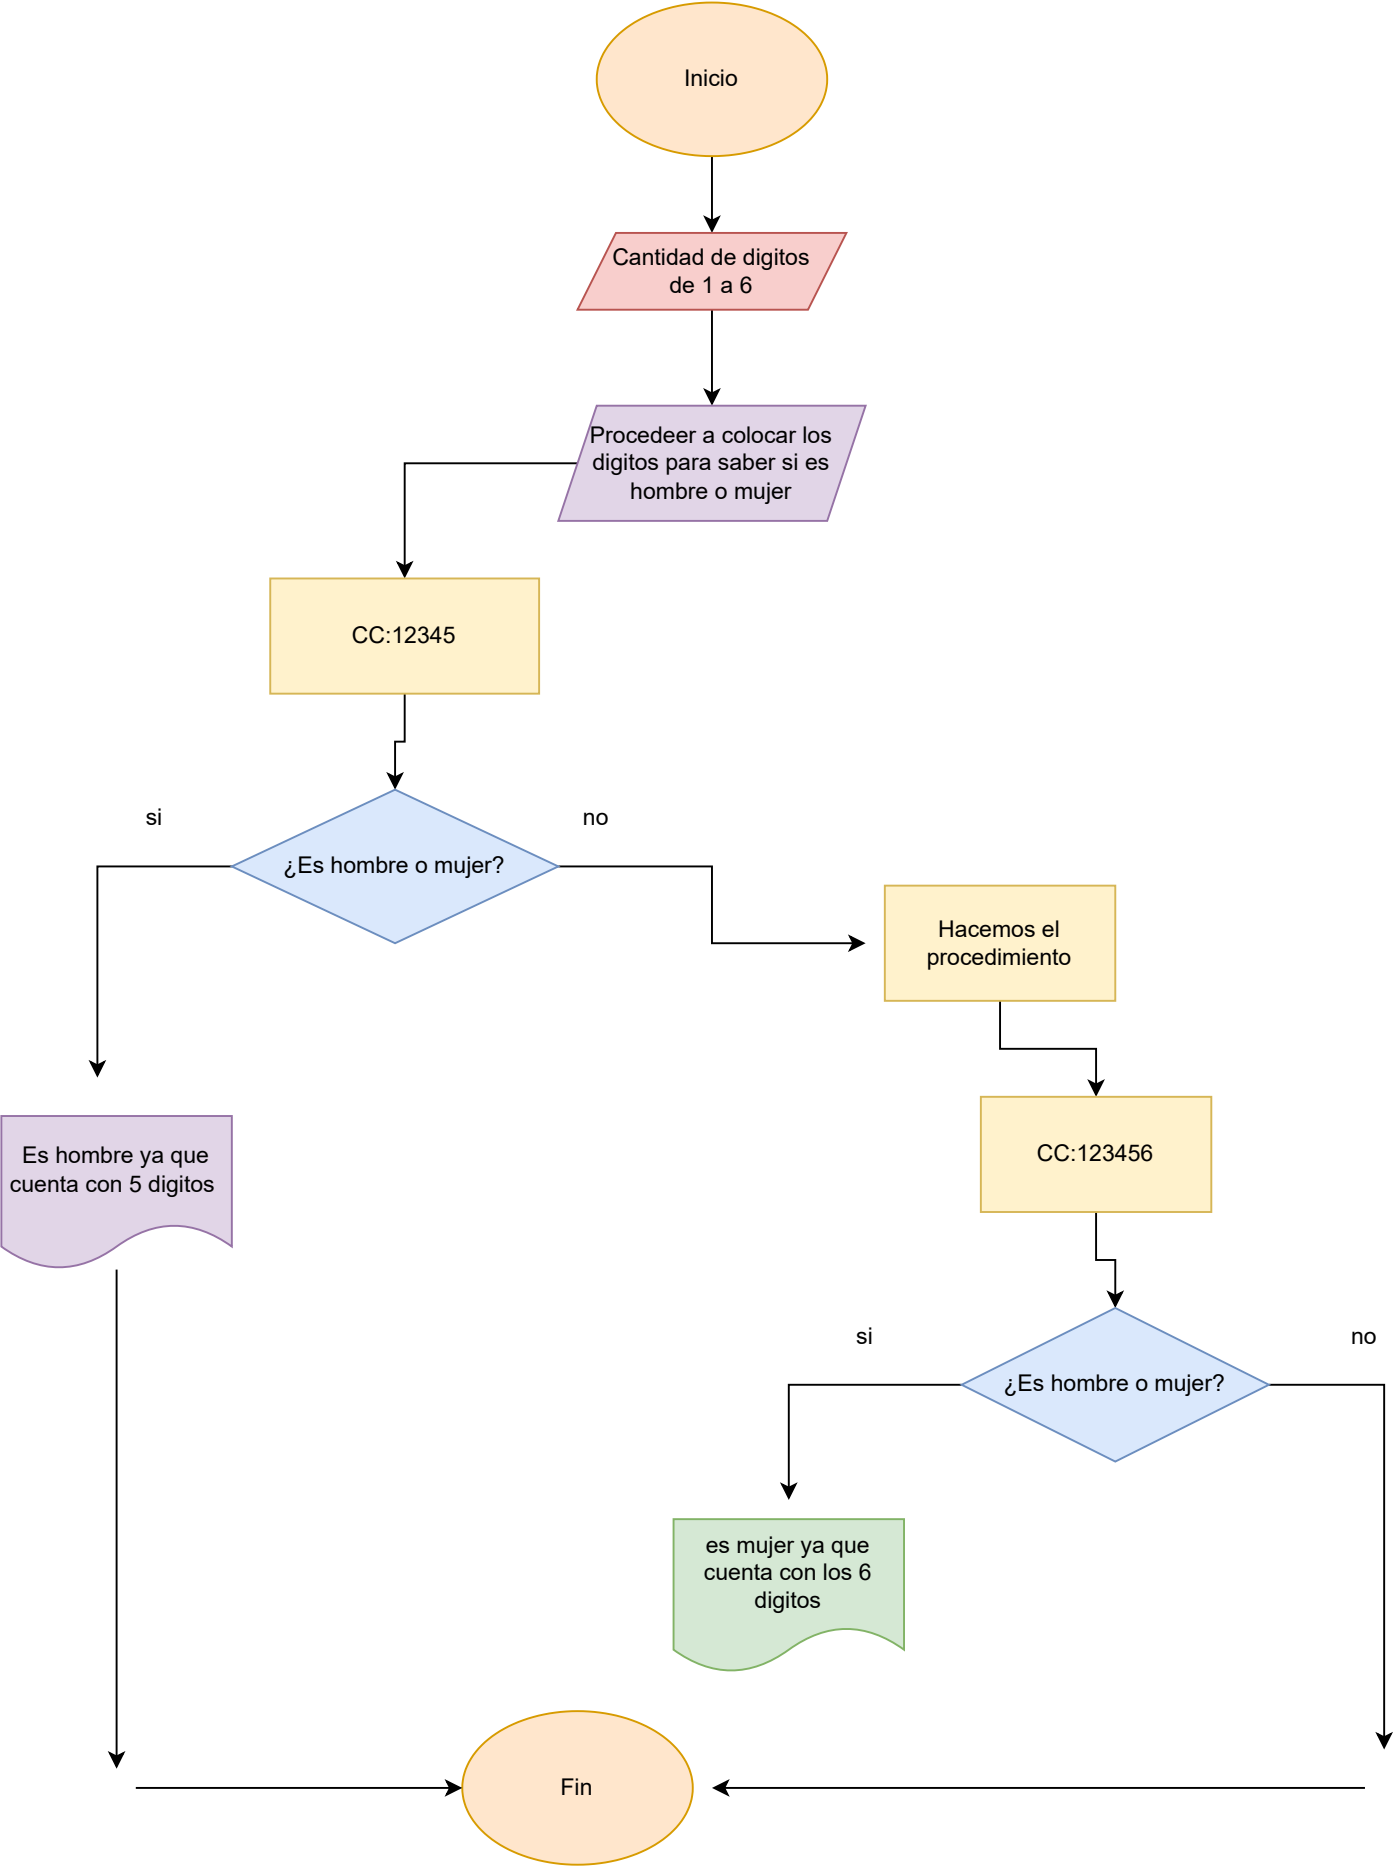 Inicio
Cantidad de digitos
de 1 a 6
Procedeer a colocar los
digitos para saber si es
hombre o mujer
CC:12345
si
no
¿Es hombre o mujer?
Hacemos el
procedimiento
Es hombre ya que
cuenta con 5 digitos
CC:123456
si
no
¿Es hombre o mujer?
es mujer ya que
cuenta con los 6
digitos
Fin